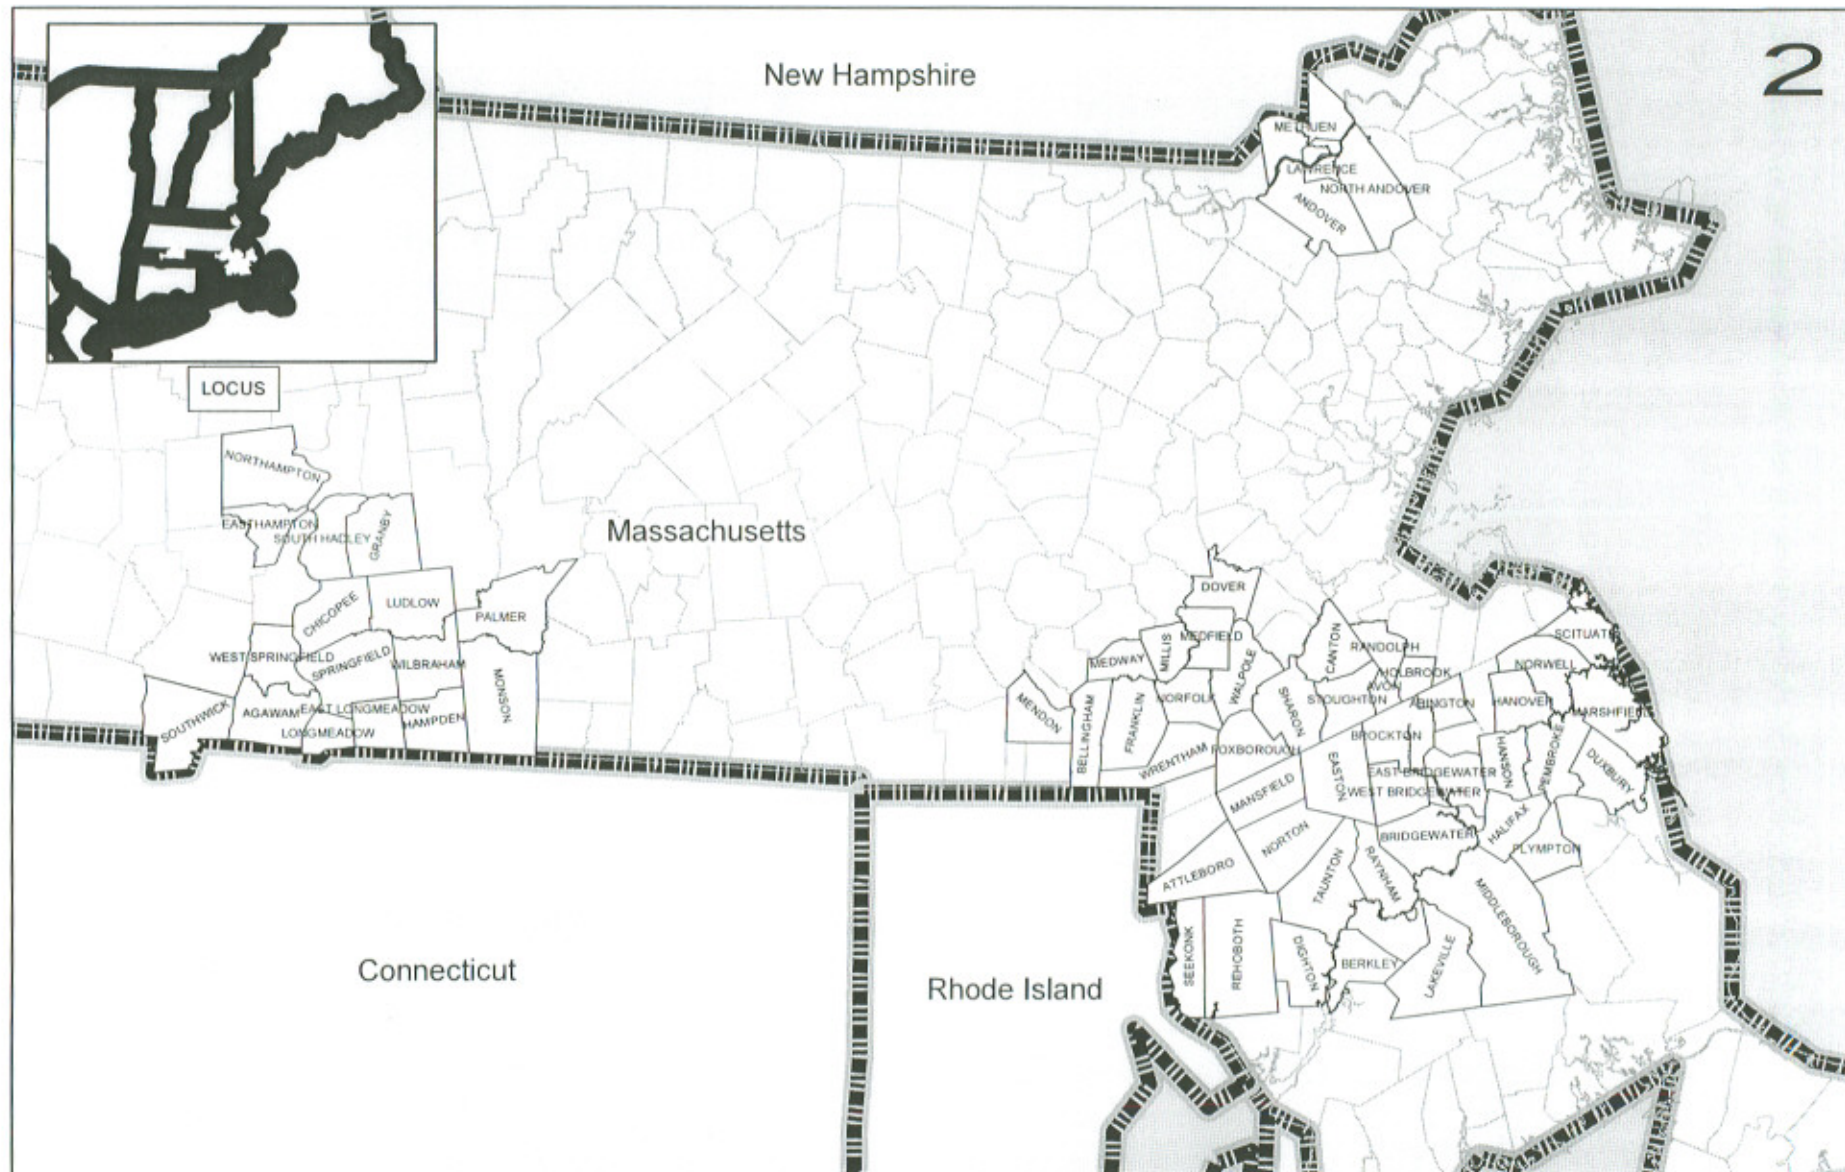 2
New Hampshire
METHUEN
LAWRENCE
NORTH ANDOVER
ANDOVER
LOCUS
NORTHAMPTON
EASTHAMPTON
SOUTH HADLEY
GRANBY
Massachusetts
CHICOPEE
LUDLOW
PALMER
WEST SPRINGFIELD
SPRINGFIELD
WILBRAHAM
MONSON
SOUTHWICK
AGAWAM
EAST LONGMEADOW
LONGMEADOW
HAMPDEN
DOVER
MEDFIELD
MILLIS
MEDWAY
WALPOLE
CANTON
RANDOLPH
HOLBROOK
AVON
STOUGHTON
SHARON
NORFOLK
FRANKLIN
BELLINGHAM
MENDON
WRENTHAM
FOXBOROUGH
SCITUATE
NORWELL
HANOVER
MARSHFIELD
ABINGTON
BROCKTON
EASTON
EAST BRIDGEWATER
WEST BRIDGEWATER
HANSON
PEMBROKE
DUXBURY
MANSFIELD
NORTON
ATTLEBORO
TAUNTON
RAYNHAM
BRIDGEWATER
HALIFAX
PLYMPTON
MIDDLEBOROUGH
SEEKONK
REHOBOTH
DIGHTON
BERKLEY
LAKEVILLE
Connecticut
Rhode Island